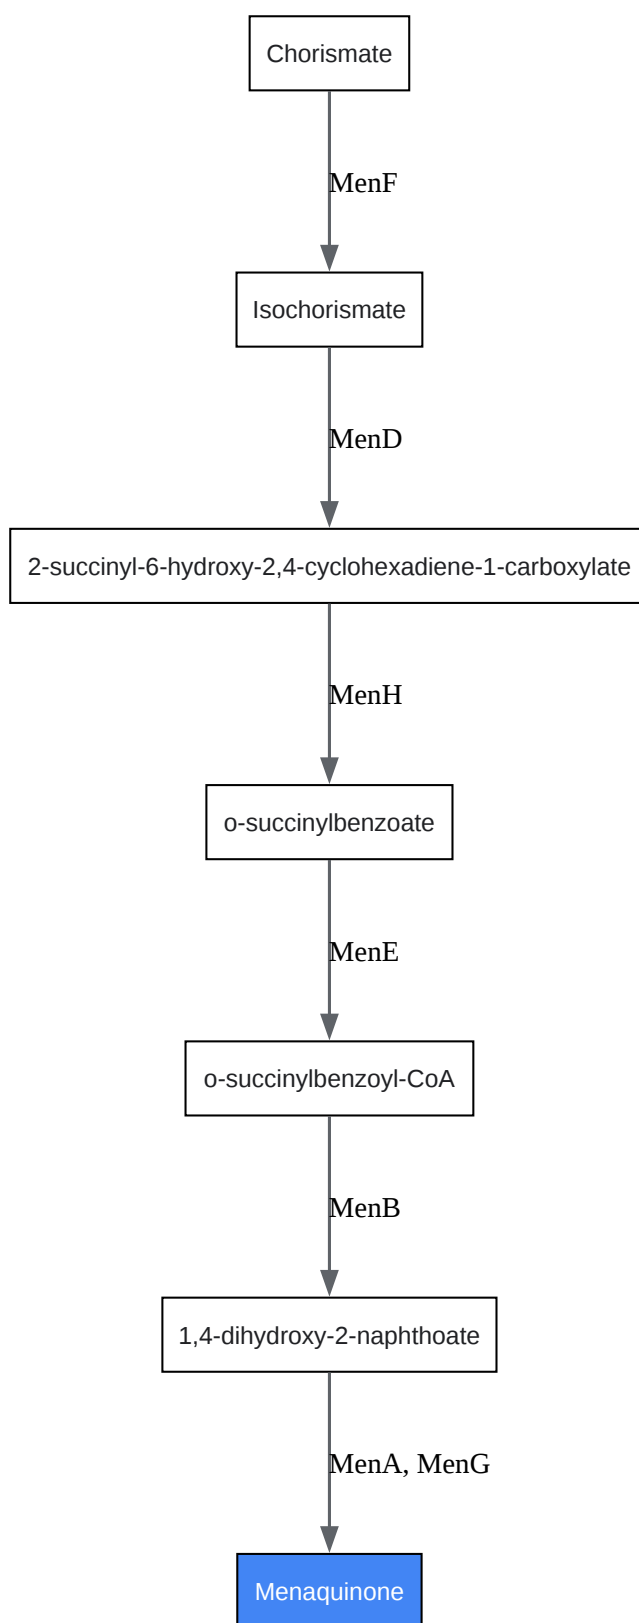 Chorismate
MenF
Isochorismate
MenD
2-succinyl-6-hydroxy-2,4-cyclohexadiene-1-carboxylate
MenH
o-succinylbenzoate
MenE
o-succinylbenzoyl-CoA
MenB
1,4-dihydroxy-2-naphthoate
MenA, MenG
Menaquinone